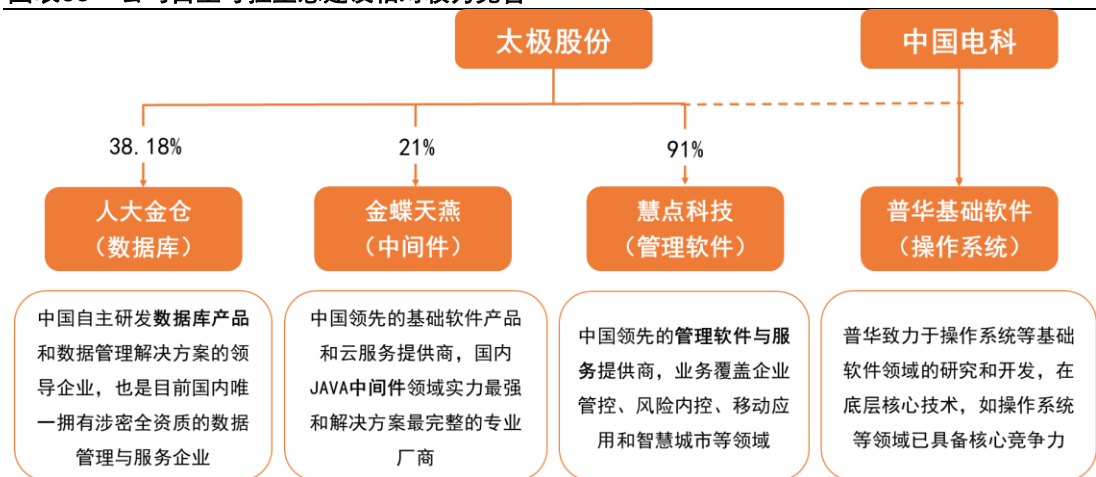 太极股份
中国电科
38.18%
21%
91%
人大金仓
（数据库）
金蝶天燕
（中间件）
慧点科技
（管理软件）
普华基础软件
（操作系统）
中国自主研发数据库产品
和数据管理解决方案的领
导企业，也是目前国内唯
一拥有涉密全资质的数据
管理与服务企业
中国领先的基础软件产品
和云服务提供商，国内
JAVA中间件领域实力最强
和解决方案最完整的专业
厂商
中国领先的管理软件与服
务提供商，业务覆盖企业
管控、风险内控、移动应
用和智慧城市等领域
普华致力于操作系统等基础
软件领域的研究和开发，在
底层核心技术，如操作系统
等领域已具备核心竞争力